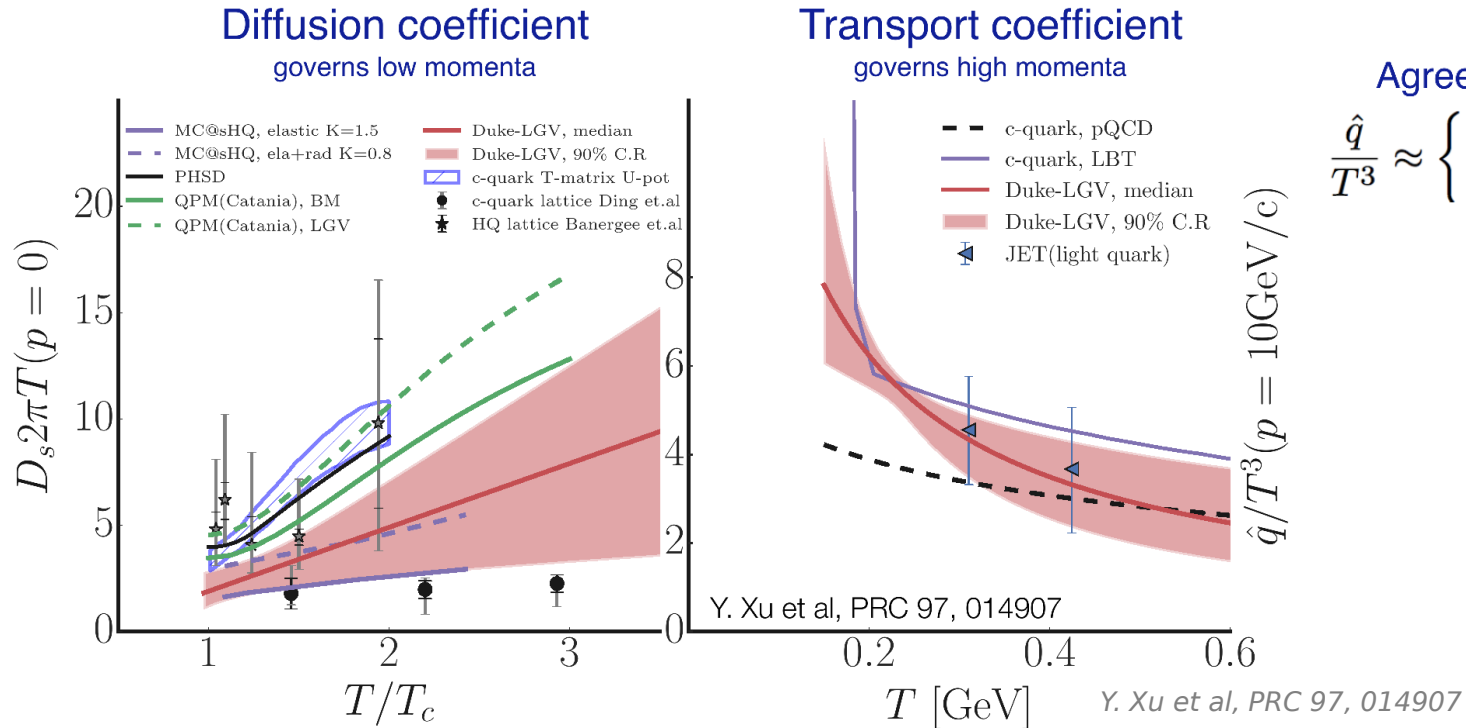 Diffusion coefficient
governs low momenta
MC@sHQ, elastic K=1.5
MC@sHQ, ela+rad K=0.8
PHSD
QPM(Catania), BM
QPM(Catania), LGV
Duke-LGV, median
Duke-LGV, 90% C.R
c-quark T-matrix U-pot
c-quark lattice Ding et.al
HQ lattice Banergee et.al
D_s2πT(p = 0)
20
15
10
5
0
1 2 3
T/T_c
Transport coefficient
governs high momenta
c-quark, pQCD
c-quark, LBT
Duke-LGV, median
Duke-LGV, 90% C.R
JET(light quark)
8
6
4
2
0
Y. Xu et al, PRC 97, 014907
0.2 0.4 0.6
T [GeV]
q̂/T³(p = 10GeV/c)
Agree
q̂/T³ ≈ {
Y. Xu et al, PRC 97, 014907